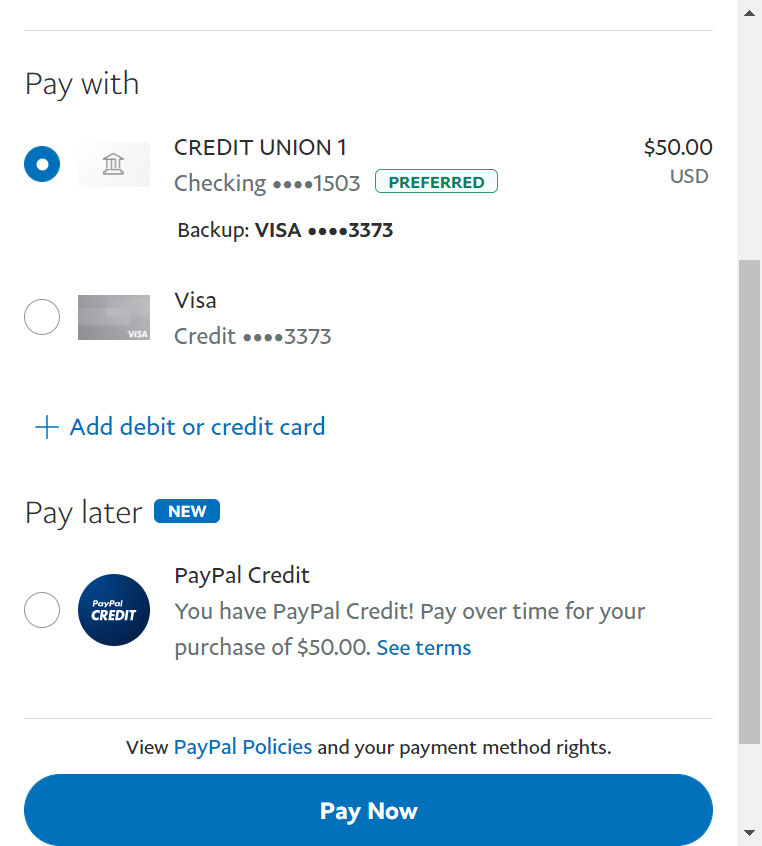 Pay with
CREDIT UNION 1 $50.00
Checking ••••1503 PREFERRED USD
Backup: VISA ••••3373
Visa
VISA
Credit ••••3373
+ Add debit or credit card
Pay later NEW
PayPal Credit
PayPal
CREDIT
You have PayPal Credit! Pay over time for your
purchase of $50.00. See terms
View PayPal Policies and your payment method rights.
Pay Now